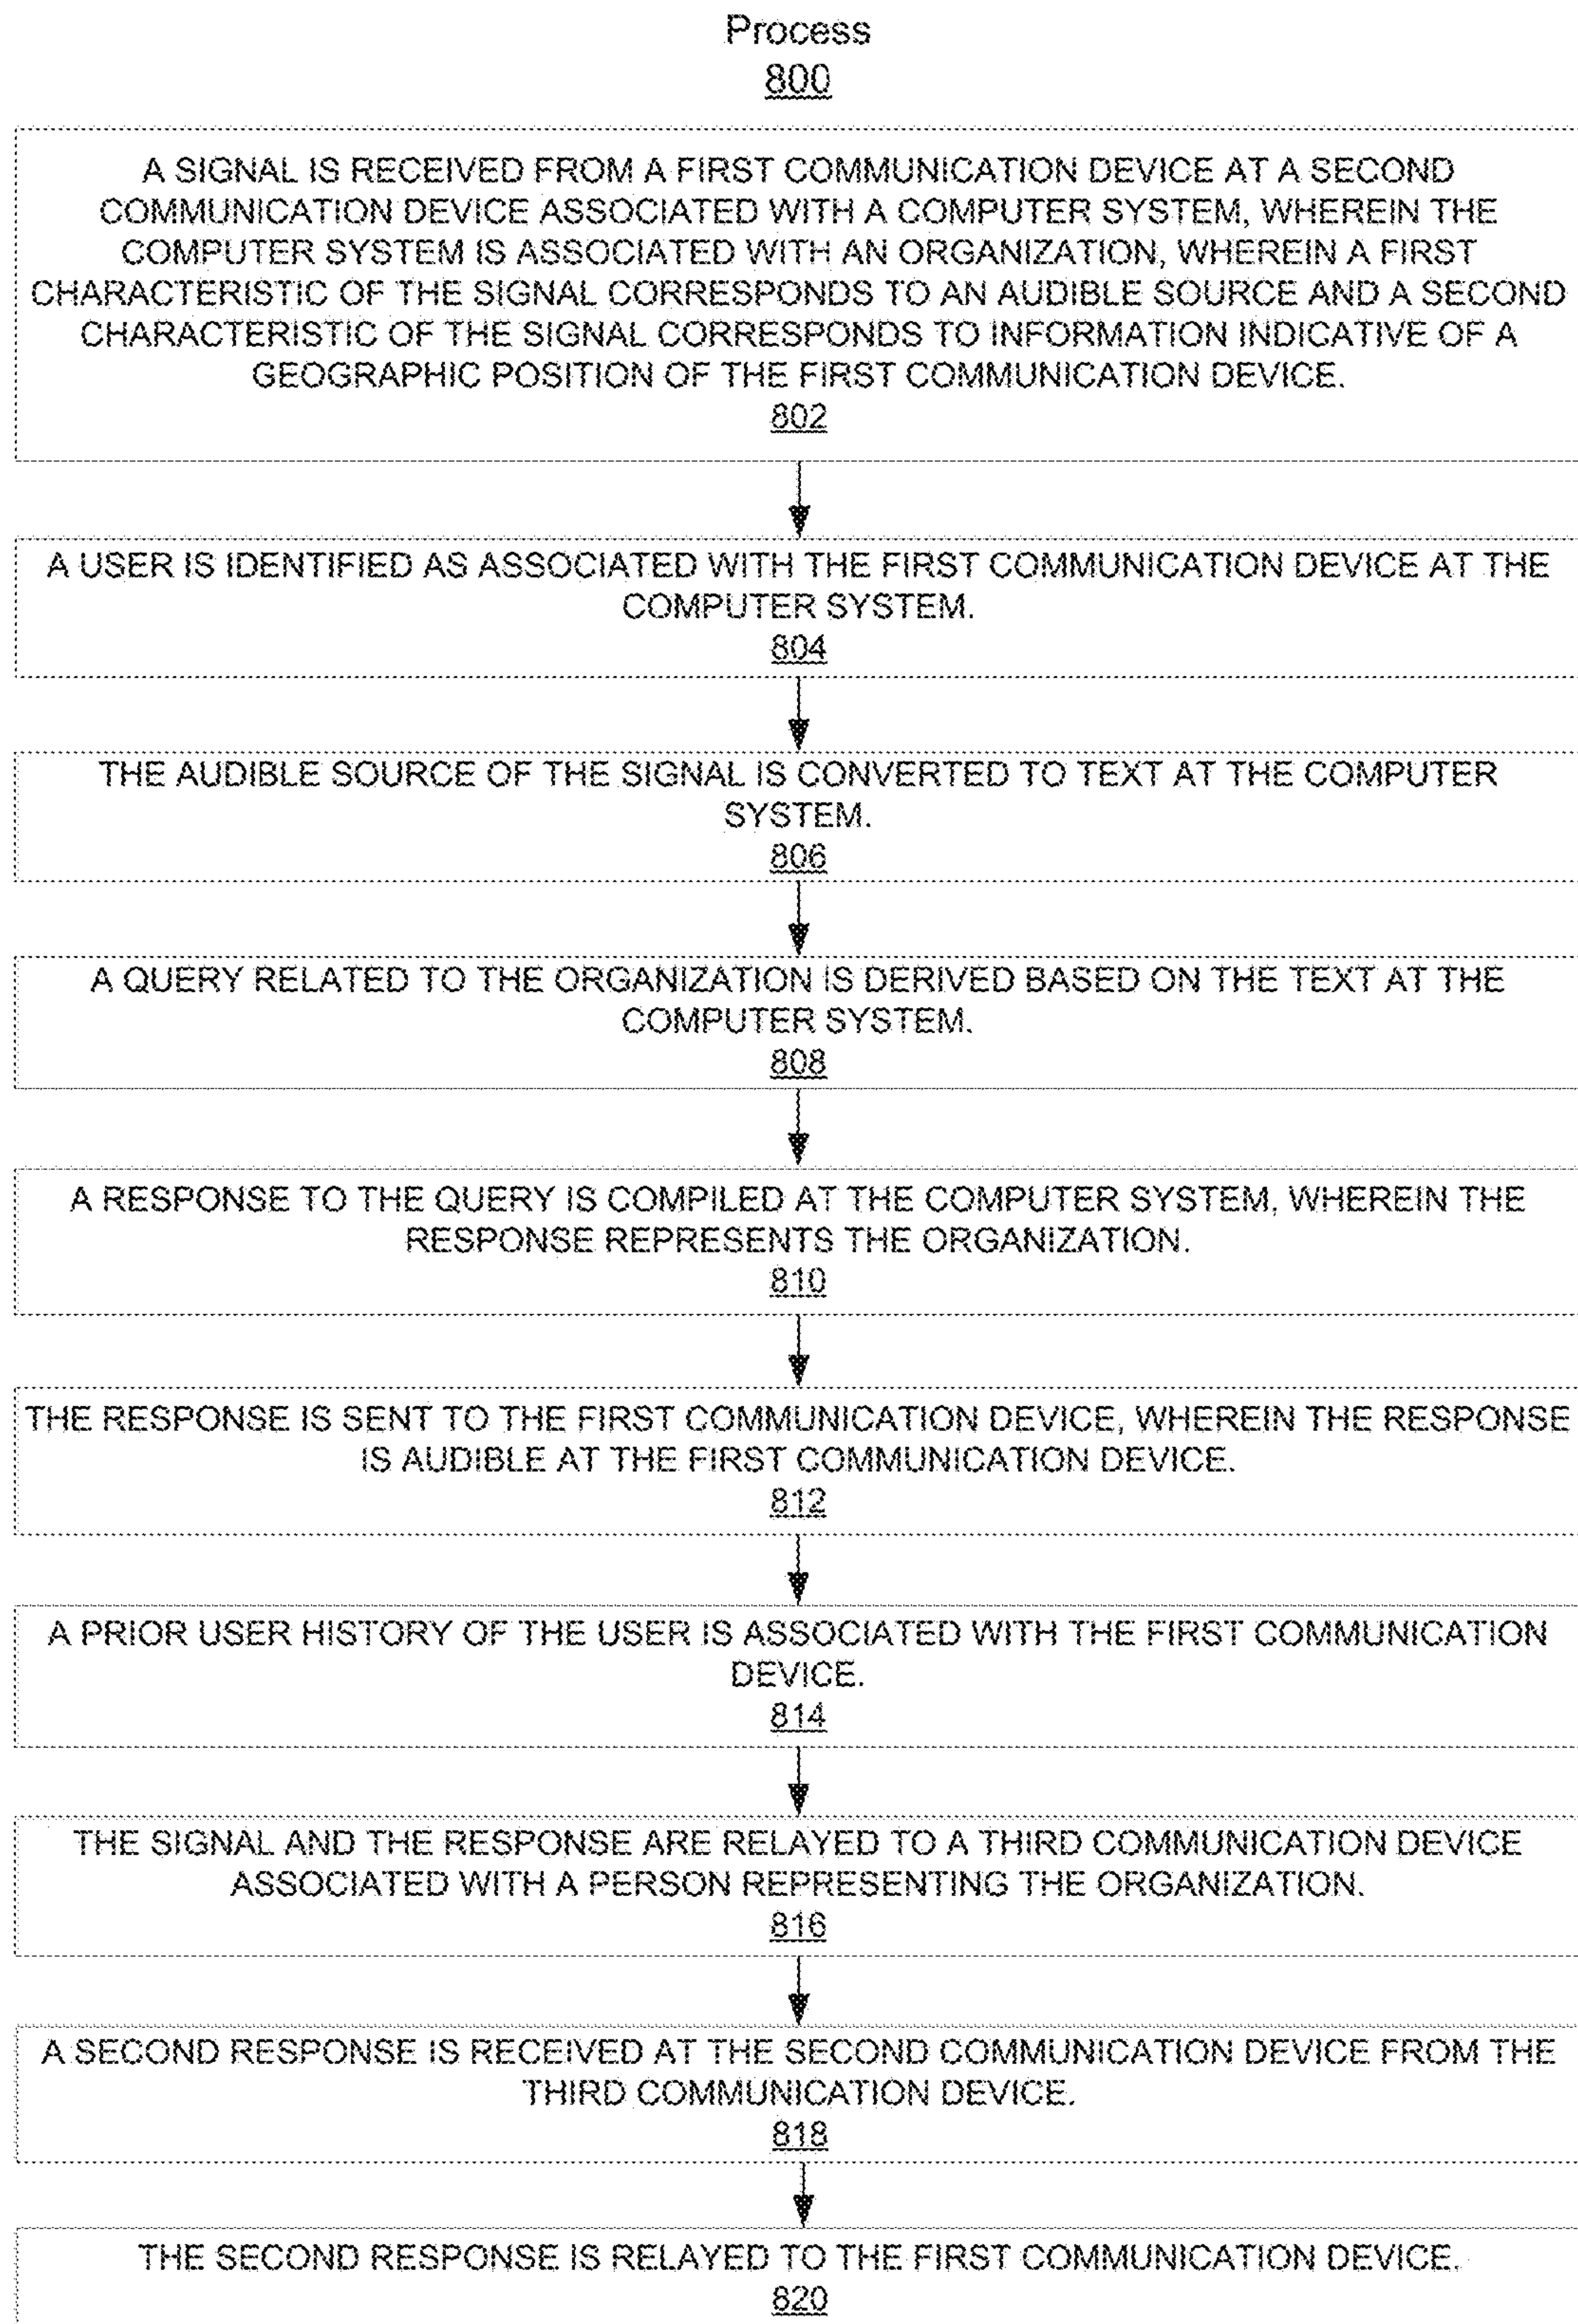 Process
800
A SIGNAL IS RECEIVED FROM A FIRST COMMUNICATION DEVICE AT A SECOND
COMMUNICATION DEVICE ASSOCIATED WITH A COMPUTER SYSTEM, WHEREIN THE
COMPUTER SYSTEM IS ASSOCIATED WITH AN ORGANIZATION, WHEREIN A FIRST
CHARACTERISTIC OF THE SIGNAL CORRESPONDS TO AN AUDIBLE SOURCE AND A SECOND
CHARACTERISTIC OF THE SIGNAL CORRESPONDS TO INFORMATION INDICATIVE OF A
GEOGRAPHIC POSITION OF THE FIRST COMMUNICATION DEVICE.
802
A USER IS IDENTIFIED AS ASSOCIATED WITH THE FIRST COMMUNICATION DEVICE AT THE
COMPUTER SYSTEM.
804
THE AUDIBLE SOURCE OF THE SIGNAL IS CONVERTED TO TEXT AT THE COMPUTER
SYSTEM.
806
A QUERY RELATED TO THE ORGANIZATION IS DERIVED BASED ON THE TEXT AT THE
COMPUTER SYSTEM.
808
A RESPONSE TO THE QUERY IS COMPILED AT THE COMPUTER SYSTEM, WHEREIN THE
RESPONSE REPRESENTS THE ORGANIZATION.
810
THE RESPONSE IS SENT TO THE FIRST COMMUNICATION DEVICE, WHEREIN THE RESPONSE
IS AUDIBLE AT THE FIRST COMMUNICATION DEVICE.
812
A PRIOR USER HISTORY OF THE USER IS ASSOCIATED WITH THE FIRST COMMUNICATION
DEVICE.
814
THE SIGNAL AND THE RESPONSE ARE RELAYED TO A THIRD COMMUNICATION DEVICE
ASSOCIATED WITH A PERSON REPRESENTING THE ORGANIZATION.
816
A SECOND RESPONSE IS RECEIVED AT THE SECOND COMMUNICATION DEVICE FROM THE
THIRD COMMUNICATION DEVICE.
818
THE SECOND RESPONSE IS RELAYED TO THE FIRST COMMUNICATION DEVICE.
820